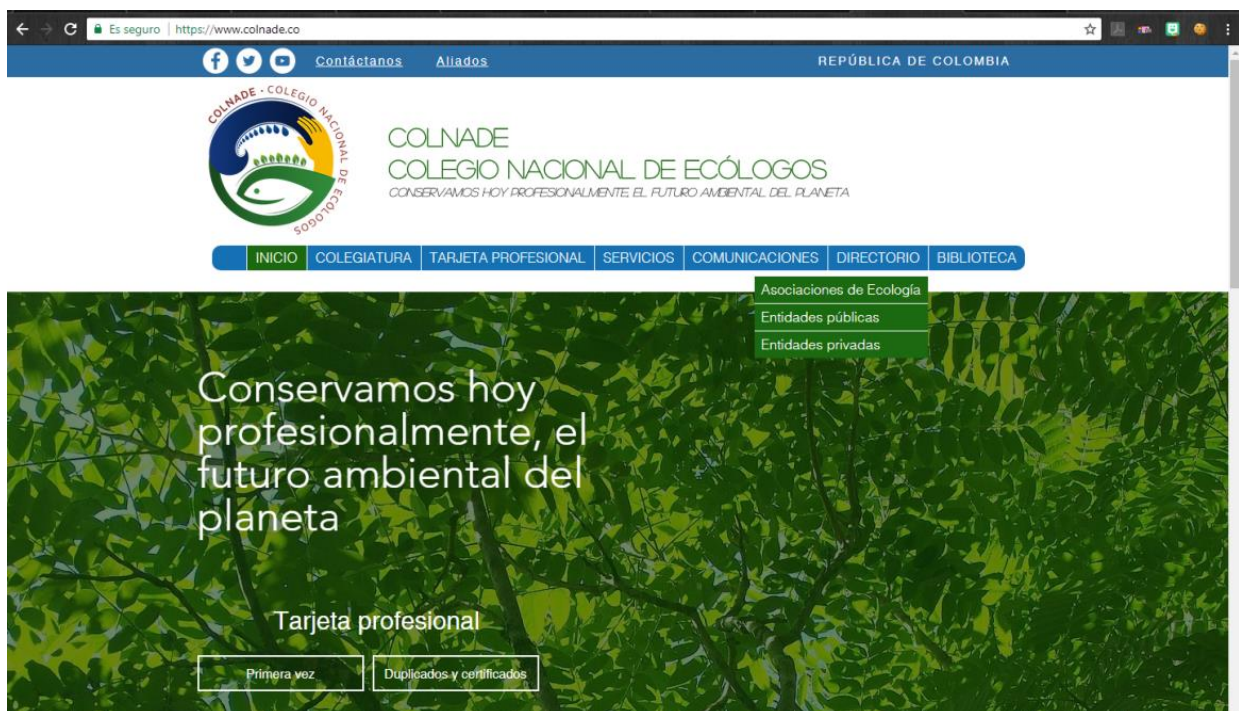 Es seguro | https://www.colnade.co
Contáctanos Aliados REPÚBLICA DE COLOMBIA
COLNADE - COLEGIO NACIONAL DE ECOLOGOS
COLNADE
COLEGIO NACIONAL DE ECÓLOGOS
CONSERVAMOS HOY PROFESIONALMENTE, EL FUTURO AMBIENTAL DEL PLANETA
INICIO COLEGIATURA TARJETA PROFESIONAL SERVICIOS COMUNICACIONES DIRECTORIO BIBLIOTECA
Asociaciones de Ecología
Entidades públicas
Entidades privadas
Conservamos hoy
profesionalmente, el
futuro ambiental del
planeta
Tarjeta profesional
Primera vez Duplicados y certificados